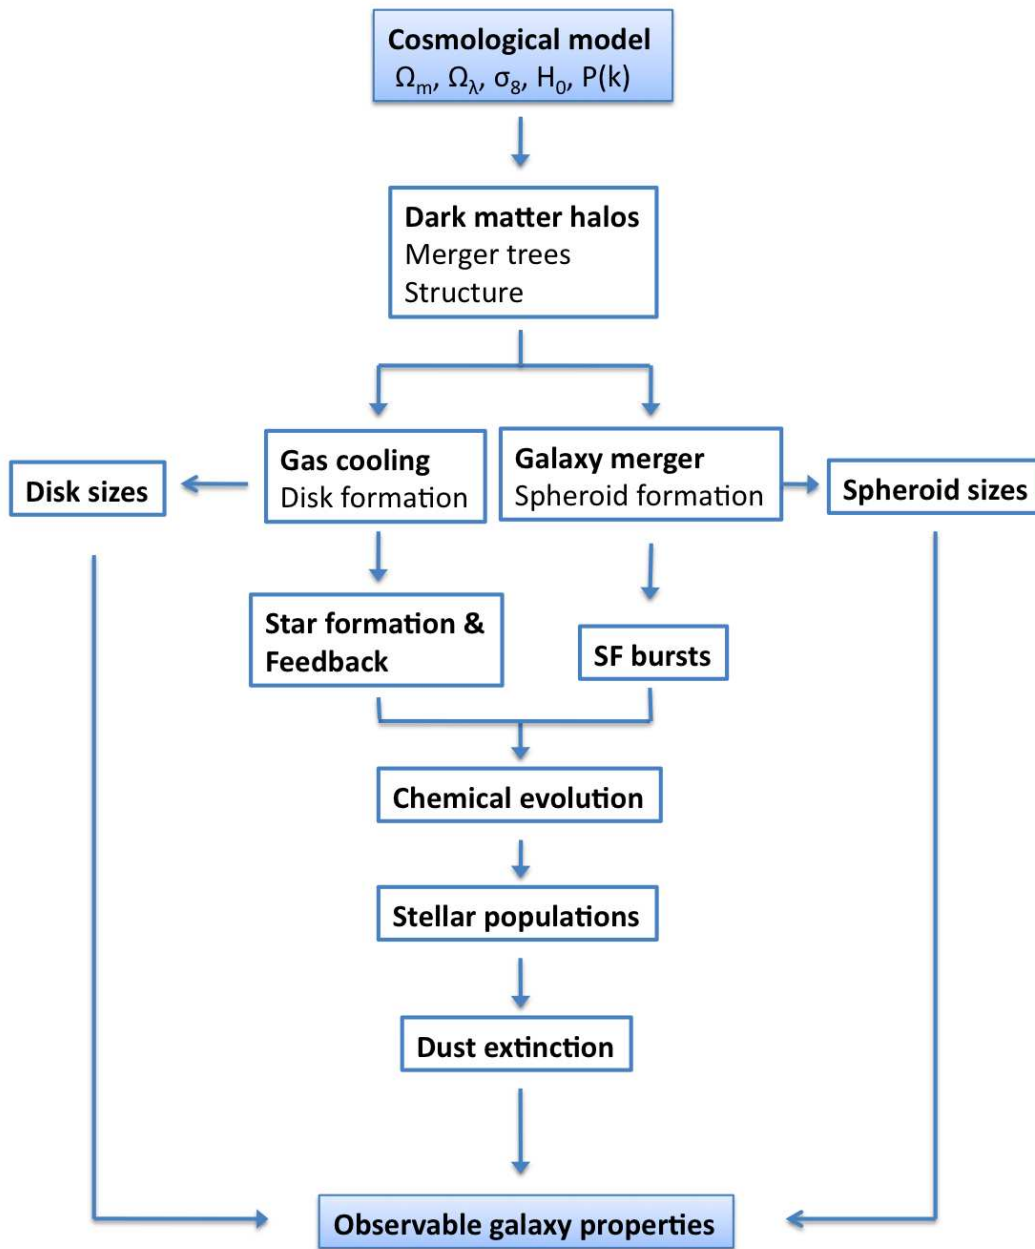 Cosmological model
Ωₘ, Ω_λ, σ₈, H₀, P(k)
Dark matter halos
Merger trees
Structure
Gas cooling
Disk formation
Galaxy merger
Spheroid formation
Disk sizes
Spheroid sizes
Star formation &
Feedback
SF bursts
Chemical evolution
Stellar populations
Dust extinction
Observable galaxy properties